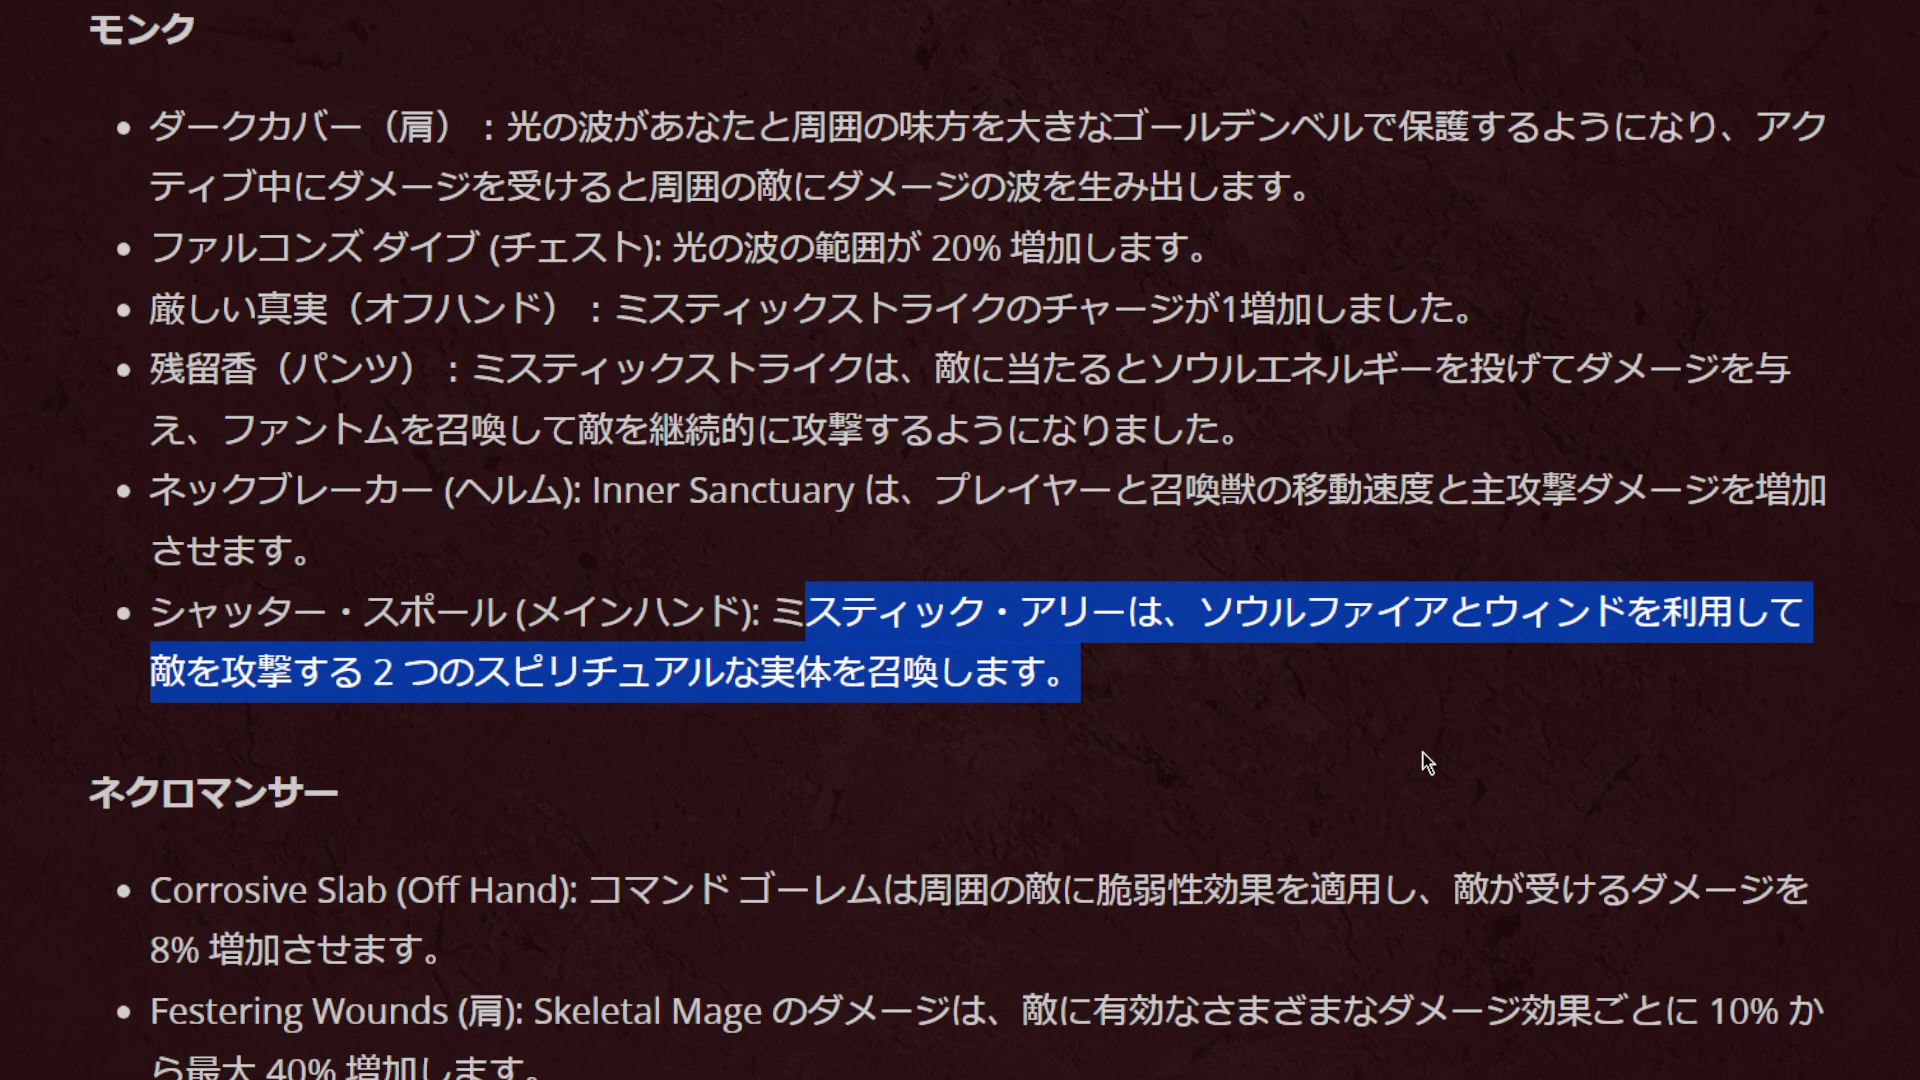 モンク
ダークカバー（肩）：光の波があなたと周囲の味方を大きなゴールデンベルで保護するようになり、アク
ティブ中にダメージを受けると周囲の敵にダメージの波を生み出します。
ファルコンズ ダイブ (チェスト): 光の波の範囲が 20% 増加します。
厳しい真実（オフハンド）：ミスティックストライクのチャージが1増加しました。
残留香（パンツ）：ミスティックストライクは、敵に当たるとソウルエネルギーを投げてダメージを与
え、ファントムを召喚して敵を継続的に攻撃するようになりました。
ネックブレーカー (ヘルム): Inner Sanctuary は、プレイヤーと召喚獣の移動速度と主攻撃ダメージを増加
させます。
シャッター・スポール (メインハンド): ミスティック・アリーは、ソウルファイアとウィンドを利用して
敵を攻撃する 2 つのスピリチュアルな実体を召喚します。
ネクロマンサー
Corrosive Slab (Off Hand): コマンド ゴーレムは周囲の敵に脆弱性効果を適用し、敵が受けるダメージを
8% 増加させます。
Festering Wounds (肩): Skeletal Mage のダメージは、敵に有効なさまざまなダメージ効果ごとに 10% か
ら最大 40% 増加します。